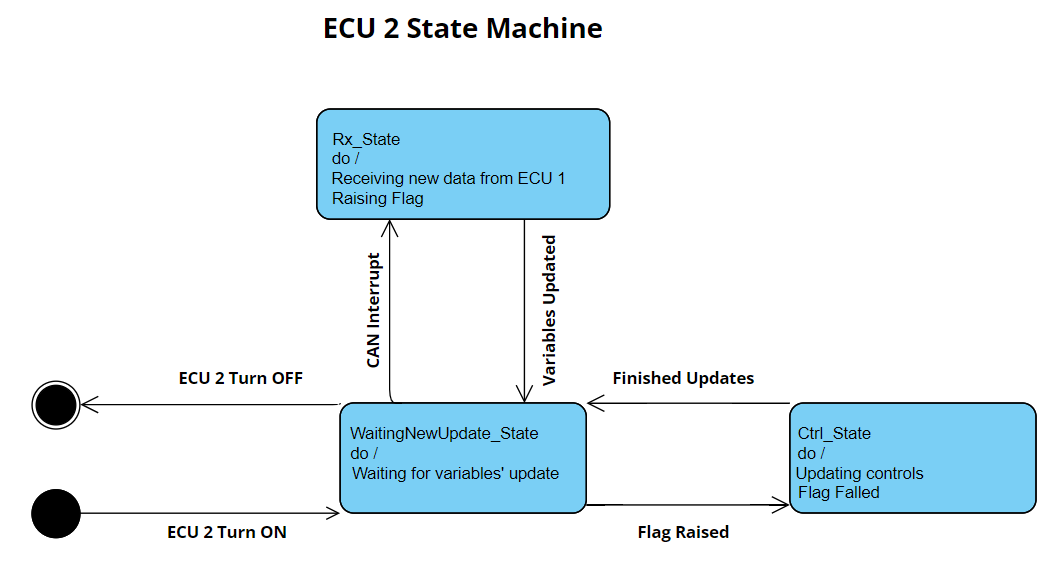 ECU 2 State Machine
Rx_State
do /
Receiving new data from ECU 1
Raising Flag
CAN Interrupt
Variables Updated
ECU 2 Turn OFF
Finished Updates
WaitingNewUpdate_State
do /
Waiting for variables' update
Ctrl_State
do /
Updating controls
Flag Falled
ECU 2 Turn ON
Flag Raised